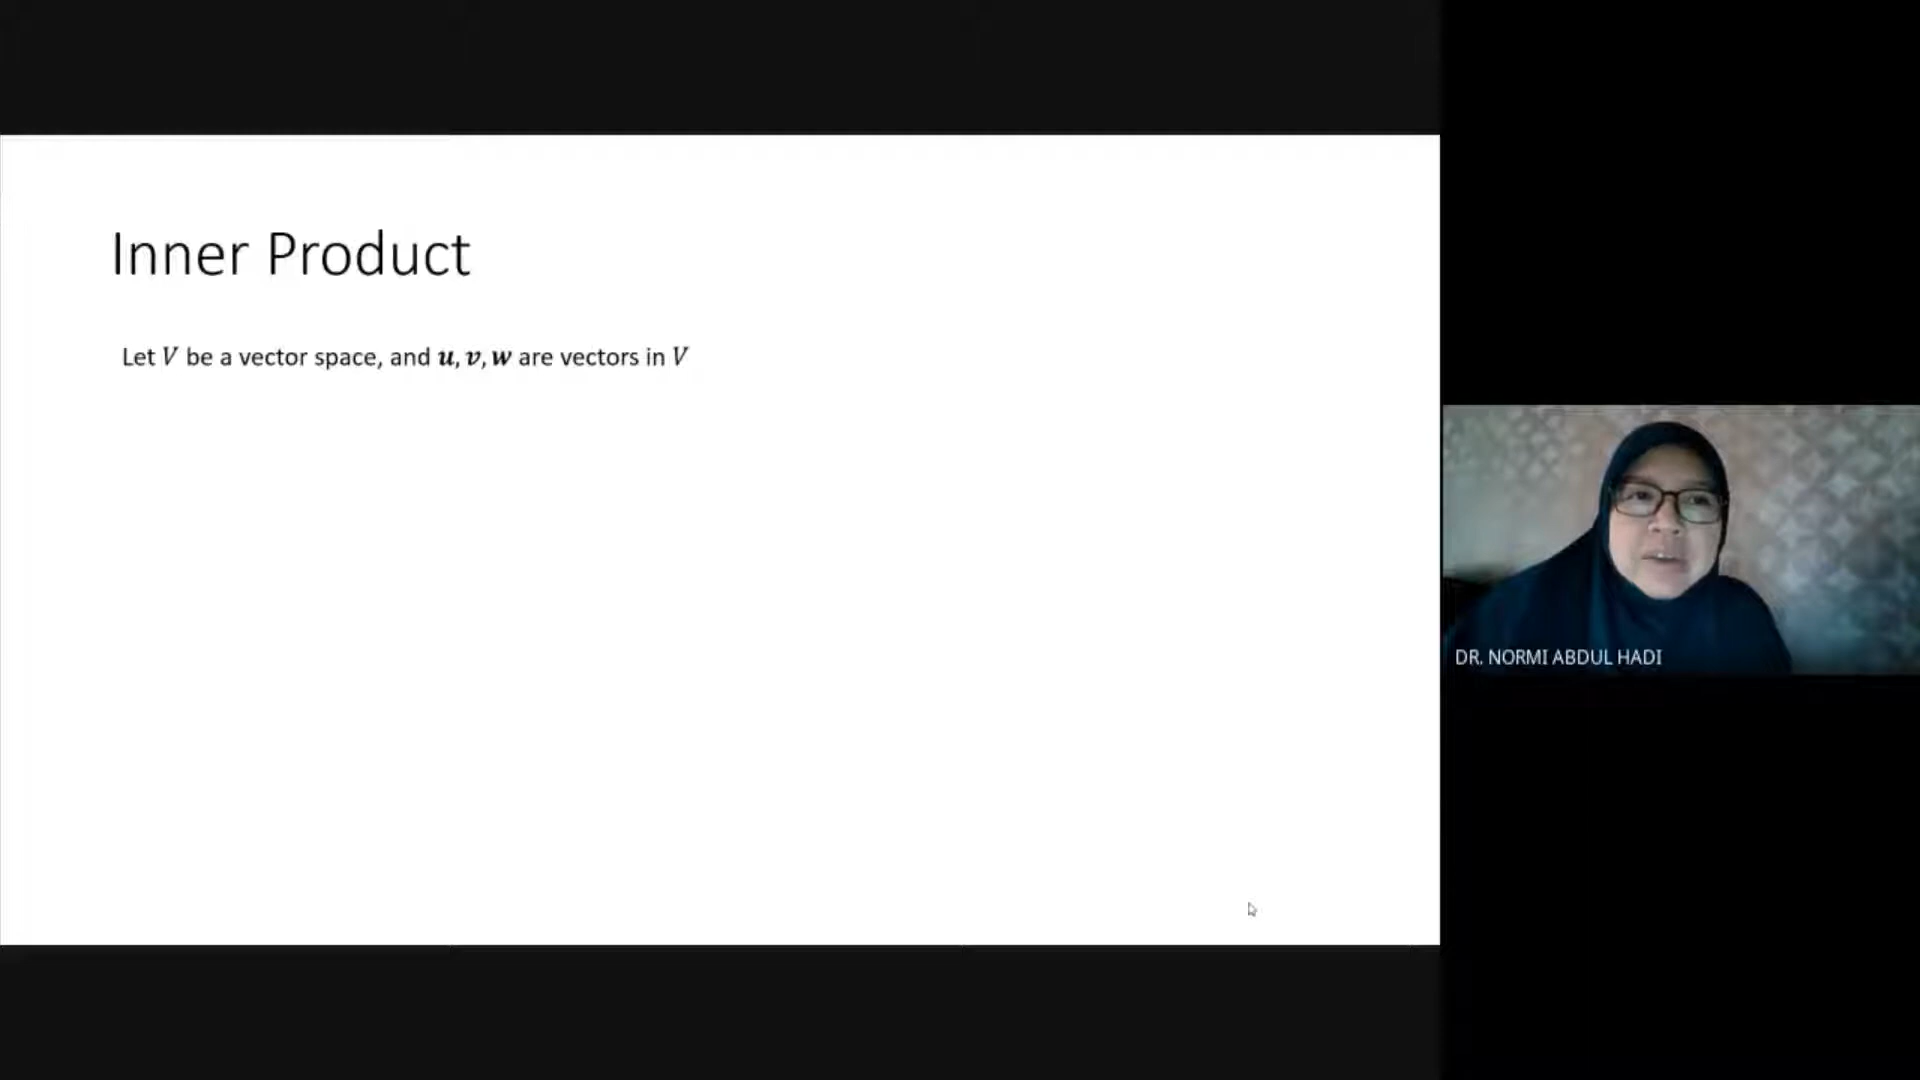 Inner Product
Let V be a vector space, and u, v, w are vectors in V
DR. NORMI ABDUL HADI